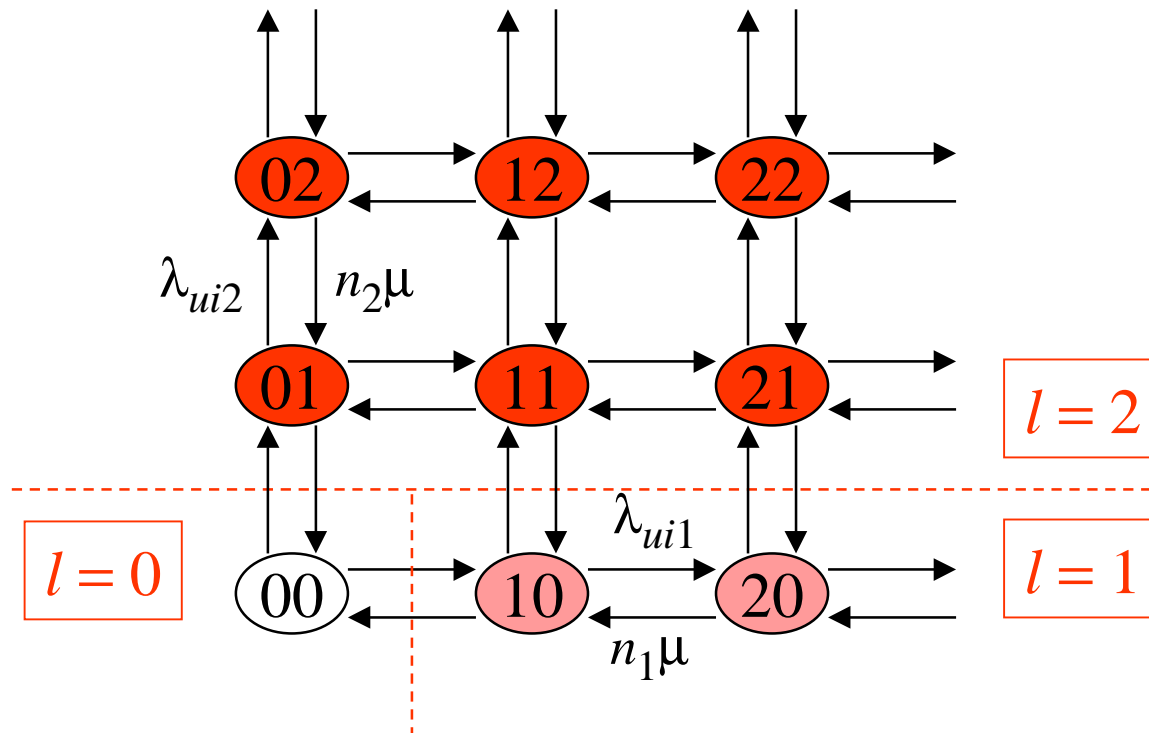 02 12 22
λui2 n2µ
01 11 21
l = 2
λui1
l = 0
00 10 20
l = 1
n1µ